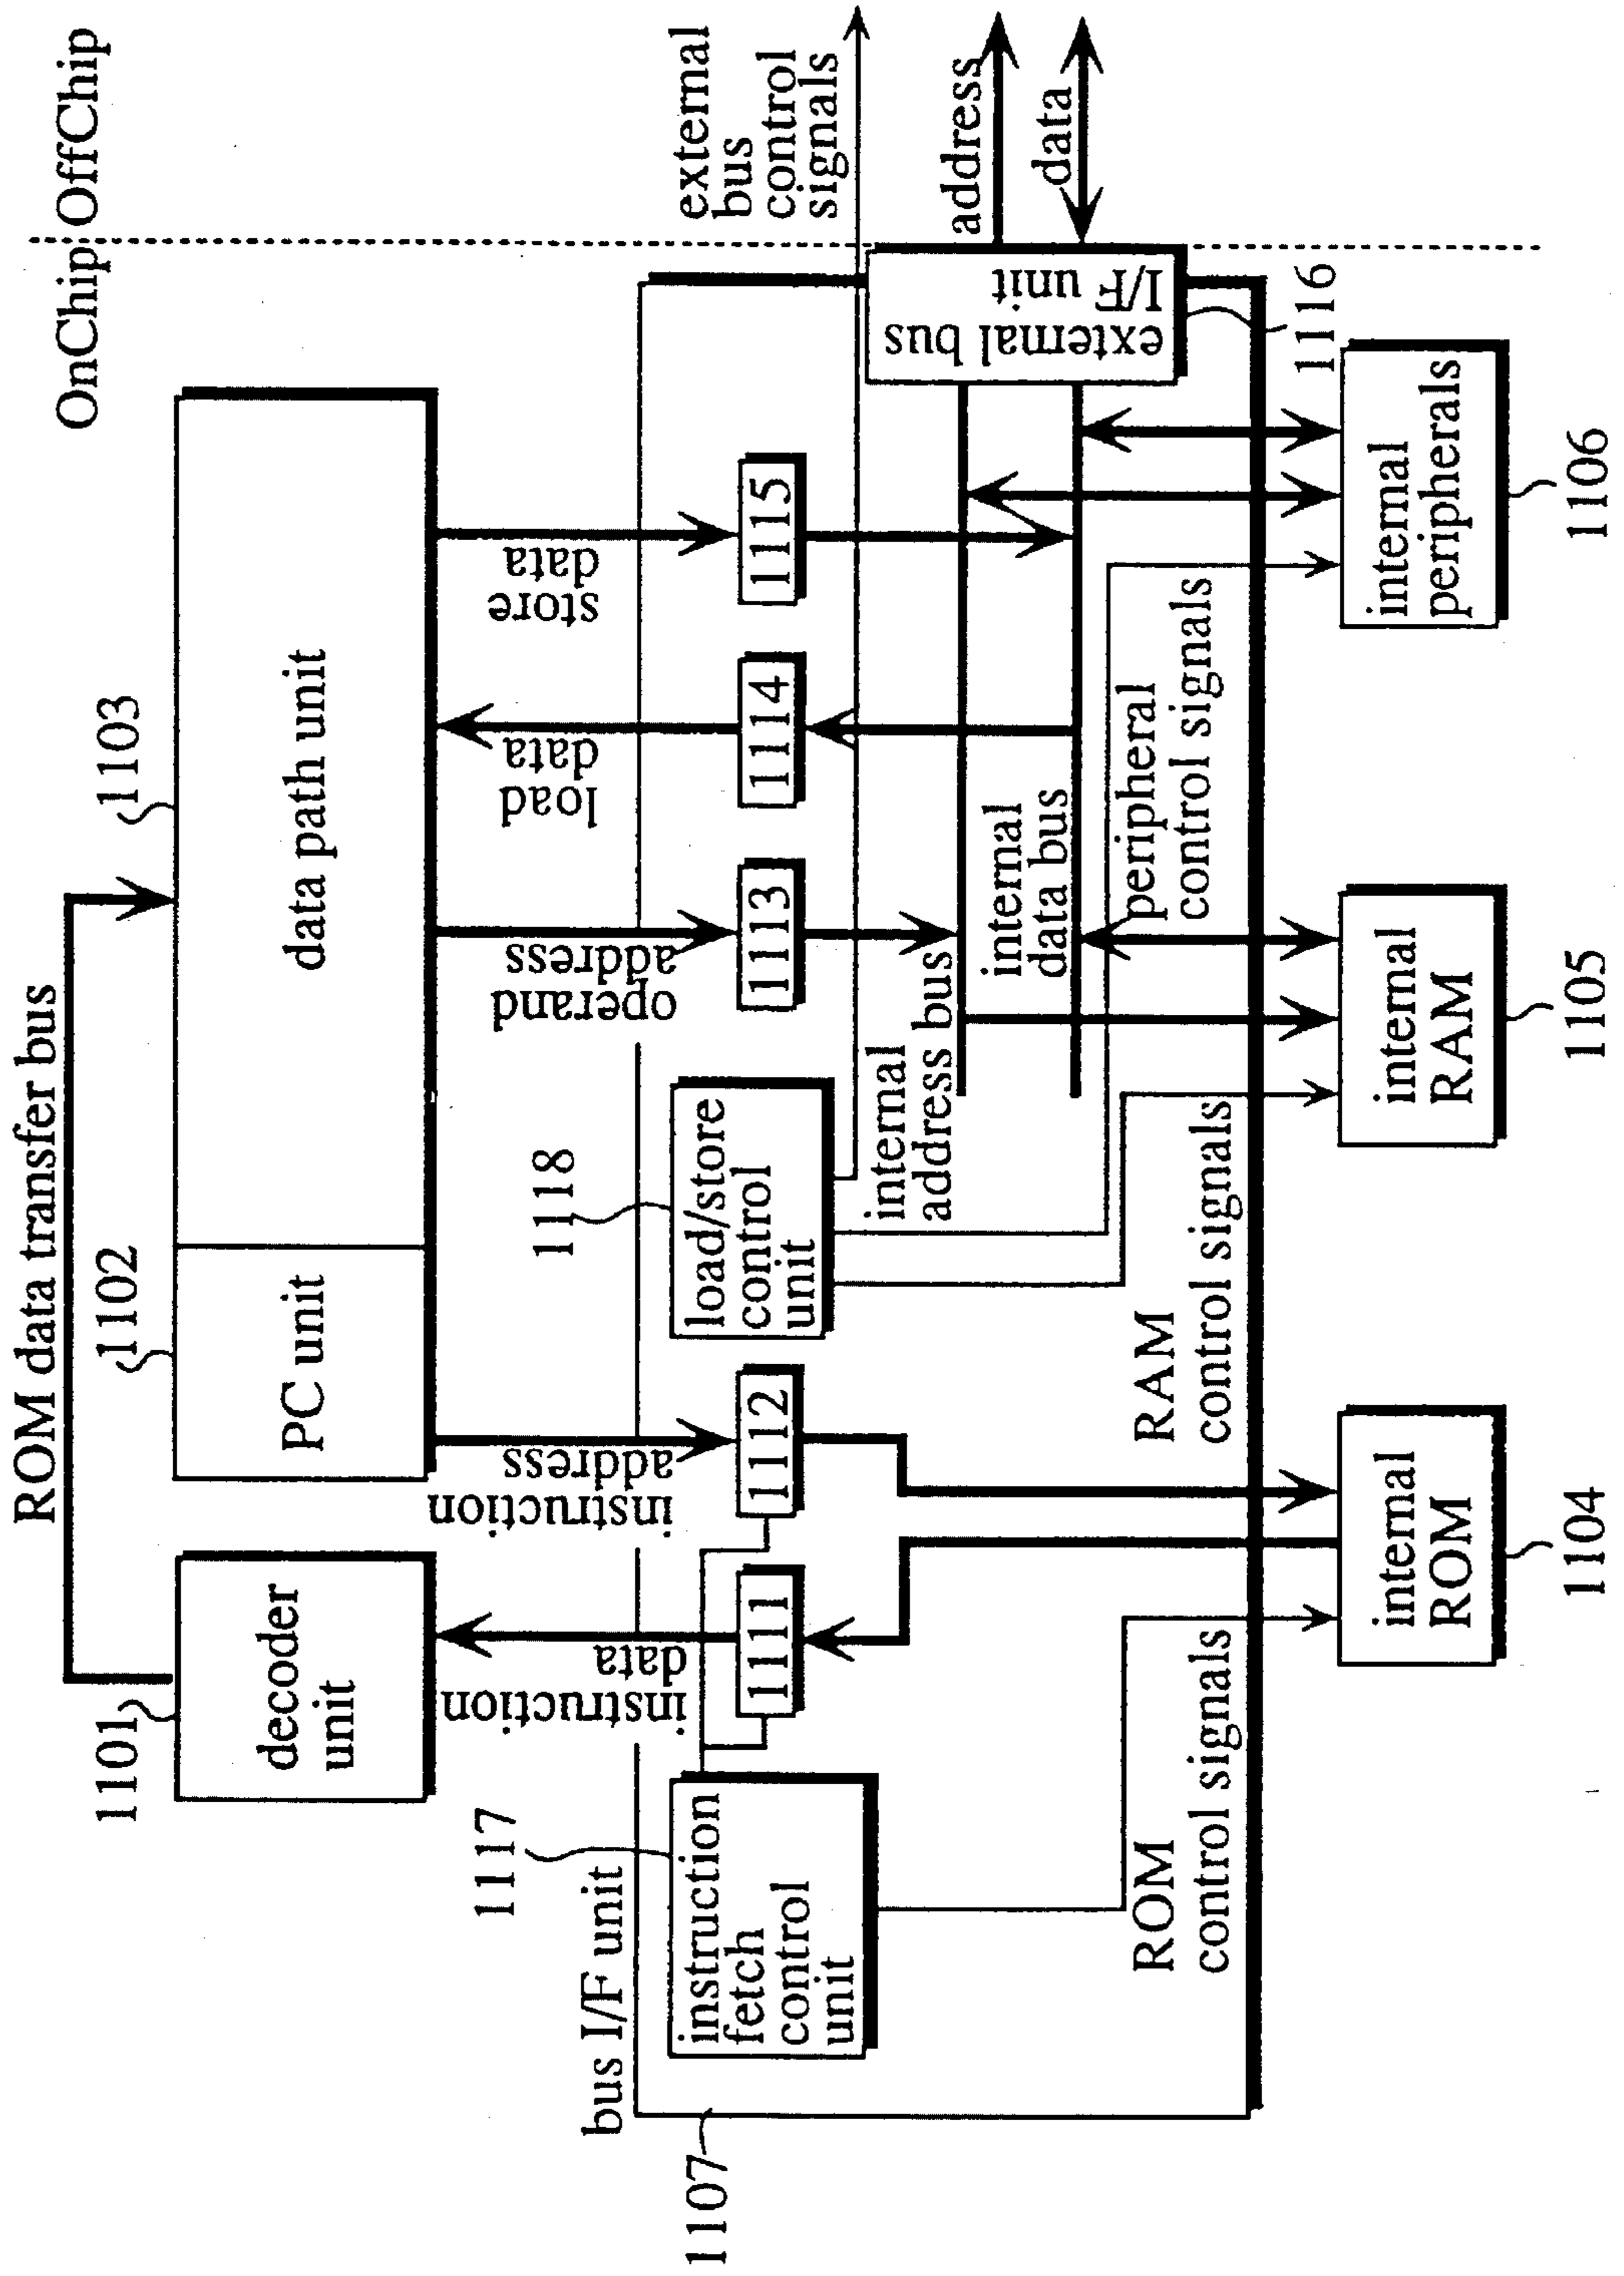 ROM data transfer bus
OnChip
OffChip
1101
1102
1103
decoder
unit
PC unit
data path unit
1117
1118
bus I/F unit
instruction
data
instruction
address
operand
address
load
data
store
data
external
bus
control
signals
1107
instruction
fetch
control
unit
1111
1112
load/store
control
unit
1113
1114
1115
internal
address bus
internal
data bus
external bus
I/F unit
address
data
ROM
control signals
RAM
control signals
peripheral
control signals
1116
internal
ROM
internal
RAM
internal
peripherals
1104
1105
1106